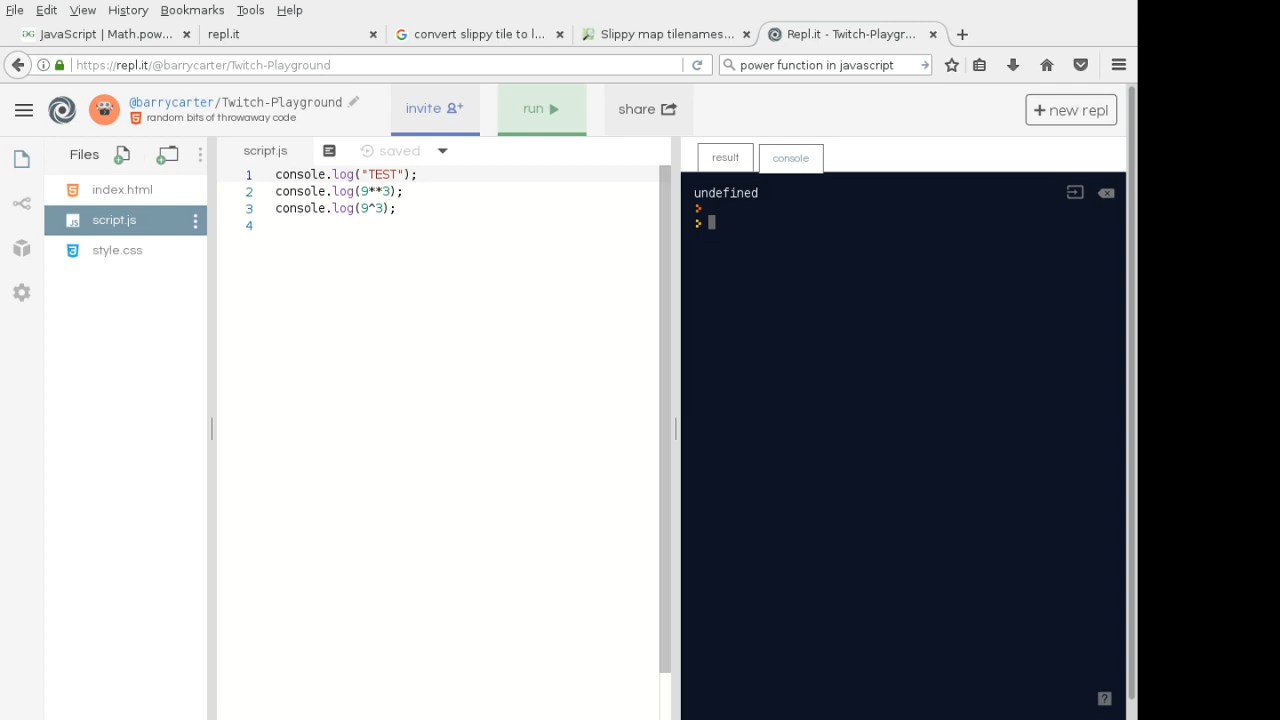 File Edit View History Bookmarks Tools Help
JavaScript | Math.pow... repl.it convert slippy tile to l... Slippy map tilenames... Repl.it - Twitch-Playgr...
https://repl.it/@barrycarter/Twitch-Playground power function in javascript
@barrycarter/Twitch-Playground
random bits of throwaway code
invite run share + new repl
Files script.js saved result console
index.html
script.js
style.css
1 console.log("TEST");
2 console.log(9**3);
3 console.log(9^3);
4
undefined
>
>